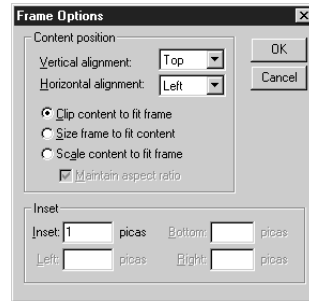 Frame Options
Content position
Vertical alignment: Top
Horizontal alignment: Left
Clip content to fit frame
Size frame to fit content
Scale content to fit frame
Maintain aspect ratio
OK
Cancel
Inset
Inset: 1 picas Bottom: picas
Left: picas Right: picas